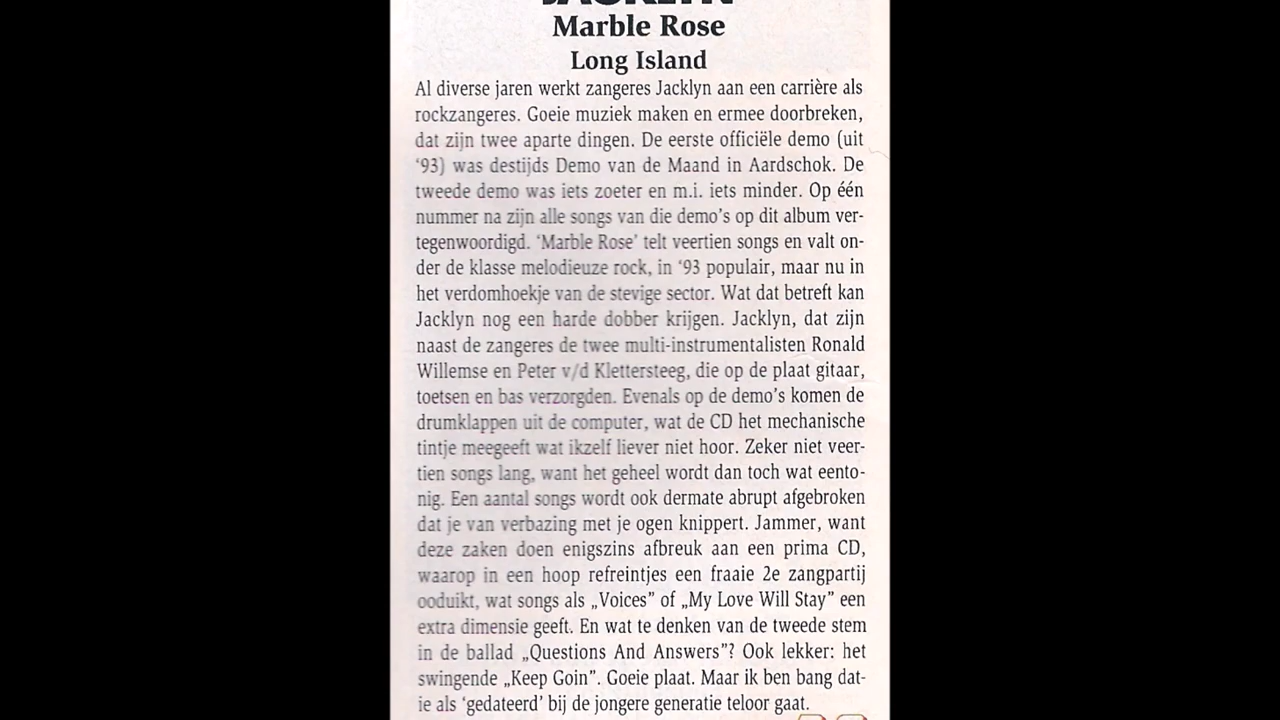 JACKLYN
Marble Rose
Long Island
Al diverse jaren werkt zangeres Jacklyn aan een carrière als
rockzangeres. Goeie muziek maken en ermee doorbreken,
dat zijn twee aparte dingen. De eerste officiële demo (uit
‘93) was destijds Demo van de Maand in Aardschok. De
tweede demo was iets zoeter en m.i. iets minder. Op één
nummer na zijn alle songs van die demo’s op dit album ver-
tegenwoordigd. ‘Marble Rose’ telt veertien songs en valt on-
der de klasse melodieuze rock, in ‘93 populair, maar nu in
het verdomhoekje van de stevige sector. Wat dat betreft kan
Jacklyn nog een harde dobber krijgen. Jacklyn, dat zijn
naast de zangeres de twee multi-instrumentalisten Ronald
Willemse en Peter v/d Klettersteeg, die op de plaat gitaar,
toetsen en bas verzorgden. Evenals op de demo’s komen de
drumklappen uit de computer, wat de CD het mechanische
tintje meegeeft wat ikzelf liever niet hoor. Zeker niet veer-
tien songs lang, want het geheel wordt dan toch wat eento-
nig. Een aantal songs wordt ook dermate abrupt afgebroken
dat je van verbazing met je ogen knippert. Jammer, want
deze zaken doen enigszins afbreuk aan een prima CD,
waarop in een hoop refreintjes een fraaie 2e zangpartij
ooduikt, wat songs als „Voices” of „My Love Will Stay” een
extra dimensie geeft. En wat te denken van de tweede stem
in de ballad „Questions And Answers”? Ook lekker: het
swingende „Keep Goin”. Goeie plaat. Maar ik ben bang dat-
ie als ‘gedateerd’ bij de jongere generatie teloor gaat.